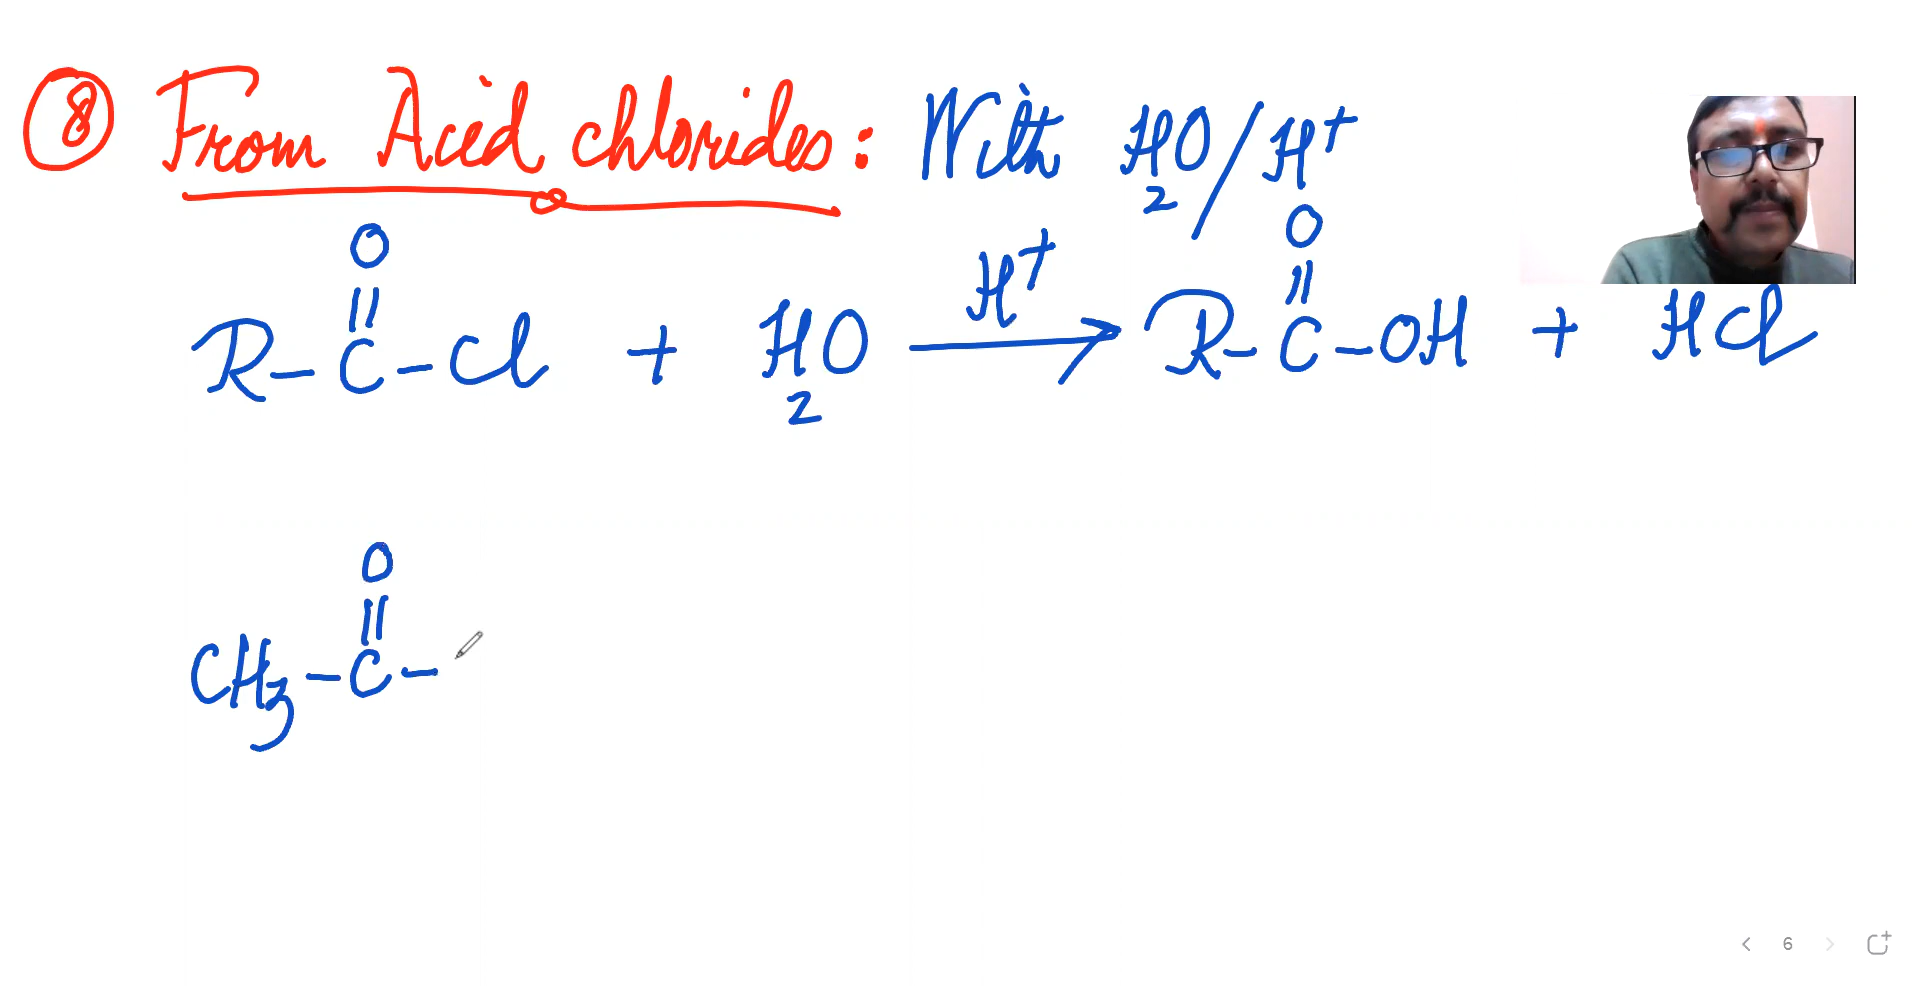 ⑧ From Acid chlorides: With H₂O/H⁺
O O
|| H⁺ ||
R-C-Cl + H₂O ⟶ R-C-OH + HCl
O
||
CH₃-C-
6